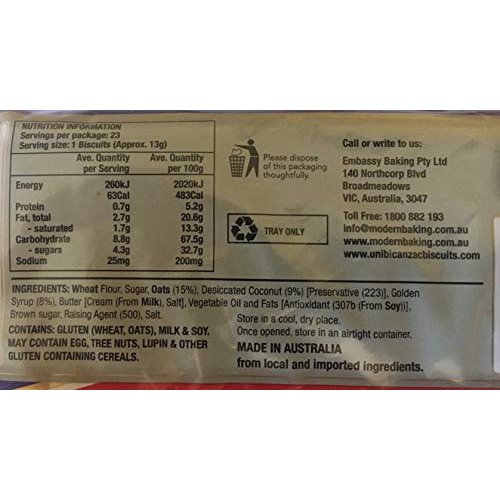 NUTRITION INFORMATION
Servings per package: 23
Serving size: 1 Biscuits (Approx. 13g)
Ave. Quantity per Serving Ave. Quantity per 100g
Energy 260kJ 2020kJ
63Cal 483Cal
Protein 0.7g 5.2g
Fat, total 2.7g 20.6g
- saturated 1.7g 13.3g
Carbohydrate 8.8g 67.5g
- sugars 4.3g 32.7g
Sodium 25mg 200mg
Please dispose
of this packaging
thoughtfully.
TRAY ONLY
Call or write to us:
Embassy Baking Pty Ltd
140 Northcorp Blvd
Broadmeadows
VIC, Australia, 3047
Toll Free: 1800 882 193
info@modernbaking.com.au
www.modernbaking.com.au
www.unibicanzacbiscuits.com
INGREDIENTS: Wheat Flour, Sugar, Oats (15%), Desiccated Coconut (9%) [Preservative (223)], Golden
Syrup (8%), Butter [Cream (From Milk), Salt], Vegetable Oil and Fats [Antioxidant (307b (From Soy))],
Brown sugar, Raising Agent (500), Salt.
CONTAINS: GLUTEN (WHEAT, OATS), MILK & SOY.
MAY CONTAIN EGG, TREE NUTS, LUPIN & OTHER
GLUTEN CONTAINING CEREALS.
Store in a cool, dry place.
Once opened, store in an airtight container.
MADE IN AUSTRALIA
from local and imported ingredients.